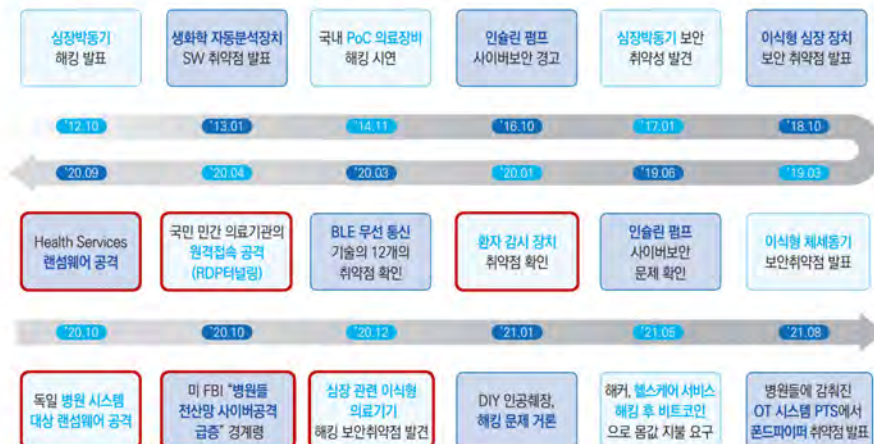 심장박동기
해킹 발표
생화학 자동분석장치
SW 취약점 발표
국내 PoC 의료장비
해킹 시연
인슐린 펌프
사이버보안 경고
심장박동기 보안
취약성 발견
이식형 심장 장치
보안 취약점 발표
'12.10
'13.01
'14.11
'16.10
'17.01
'18.10
'20.09
'20.04
'20.03
'20.01
'19.06
'19.03
Health Services
랜섬웨어 공격
국민 민간 의료기관의
원격접속 공격
(RDP터널링)
BLE 무선 통신
기술의 12개의
취약점 확인
환자 감시 장치
취약점 확인
인슐린 펌프
사이버보안
문제 확인
이식형 체세동기
보안취약점 발표
'20.10
'20.10
'20.12
'21.01
'21.05
'21.08
독일 병원 시스템
대상 랜섬웨어 공격
미 FBI "병원들
전산망 사이버공격
급증" 경계령
심장 관련 이식형
의료기기
해킹 보안취약점 발견
DIY 인공췌장,
해킹 문제 거론
해커, 헬스케어 서비스
해킹 후 비트코인
으로 몸값 지불 요구
병원들에 감춰진
OT 시스템 PTS에서
폰드파이퍼 취약점 발표